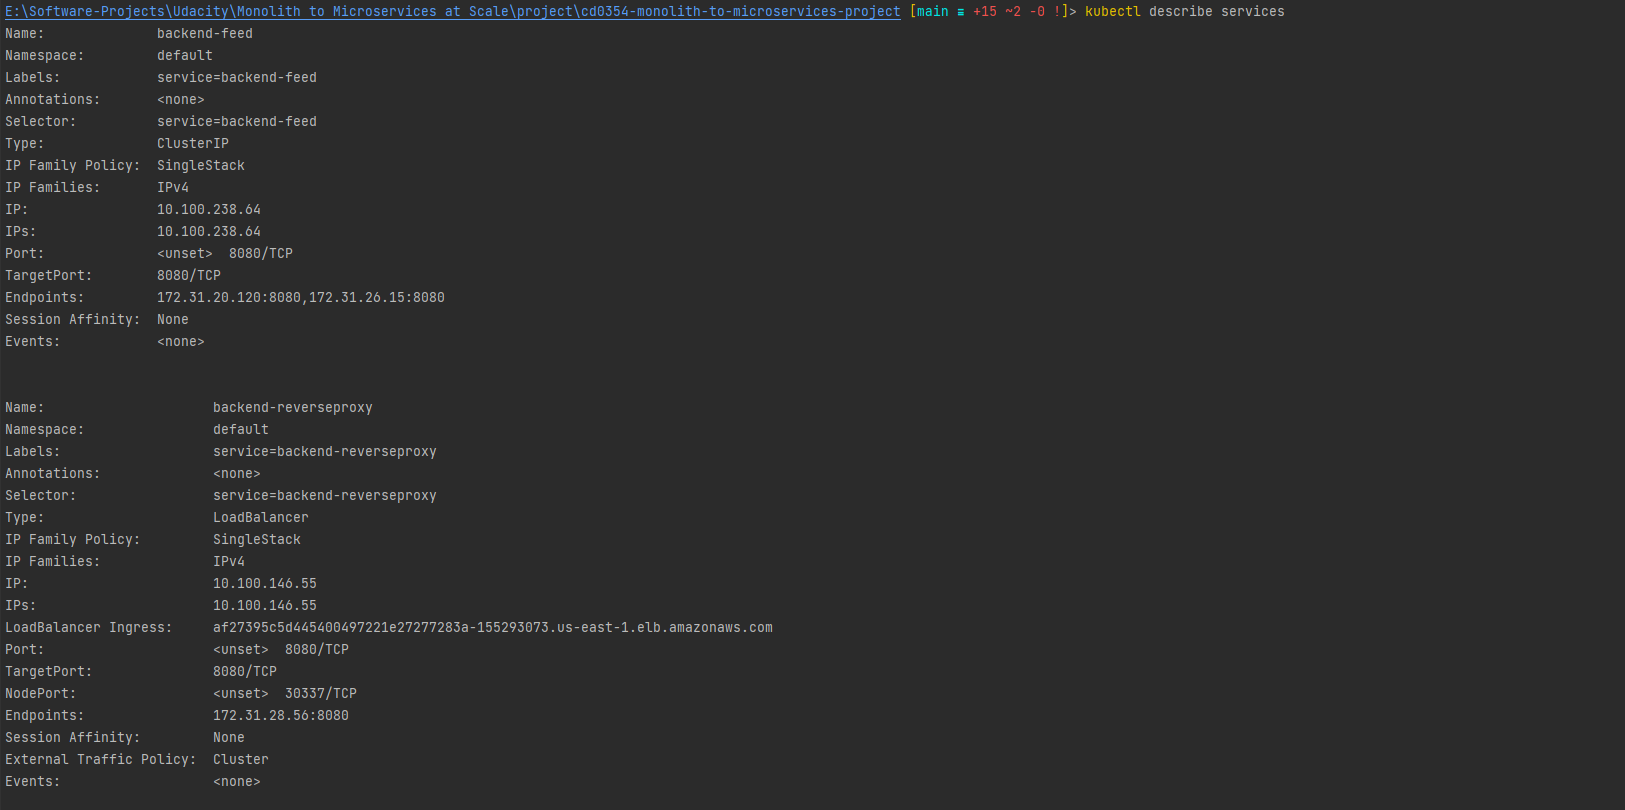 E:\Software-Projects\Udacity\Monolith to Microservices at Scale\project\cd0354-monolith-to-microservices-project [main ≡ +15 ~2 -0 !]> kubectl describe services
Name:              backend-feed
Namespace:         default
Labels:            service=backend-feed
Annotations:       <none>
Selector:          service=backend-feed
Type:              ClusterIP
IP Family Policy:  SingleStack
IP Families:       IPv4
IP:                10.100.238.64
IPs:               10.100.238.64
Port:              <unset>  8080/TCP
TargetPort:        8080/TCP
Endpoints:         172.31.20.120:8080,172.31.26.15:8080
Session Affinity:  None
Events:            <none>
Name:                     backend-reverseproxy
Namespace:                default
Labels:                   service=backend-reverseproxy
Annotations:              <none>
Selector:                 service=backend-reverseproxy
Type:                     LoadBalancer
IP Family Policy:         SingleStack
IP Families:              IPv4
IP:                       10.100.146.55
IPs:                      10.100.146.55
LoadBalancer Ingress:     af27395c5d445400497221e27277283a-155293073.us-east-1.elb.amazonaws.com
Port:                     <unset>  8080/TCP
TargetPort:               8080/TCP
NodePort:                 <unset>  30337/TCP
Endpoints:                172.31.28.56:8080
Session Affinity:         None
External Traffic Policy:  Cluster
Events:                   <none>